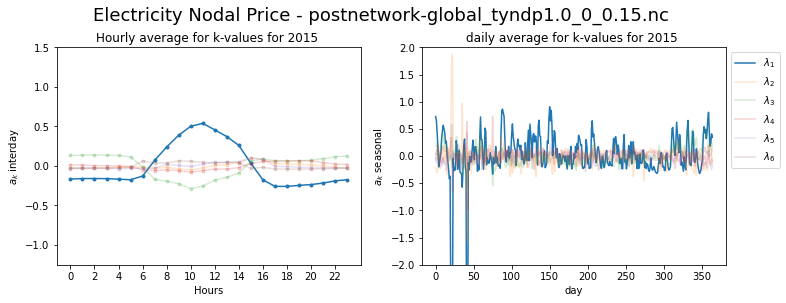 Electricity Nodal Price - postnetwork-global_tyndp1.0_0_0.15.nc
Hourly average for k-values for 2015
1.5
1.0
0.5
0.0
−0.5
−1.0
a_k interday
0 2 4 6 8 10 12 14 16 18 20 22
Hours
daily average for k-values for 2015
2.0
1.5
1.0
0.5
0.0
−0.5
−1.0
−1.5
−2.0
a_k seasonal
0 50 100 150 200 250 300 350
day
λ₁
λ₂
λ₃
λ₄
λ₅
λ₆